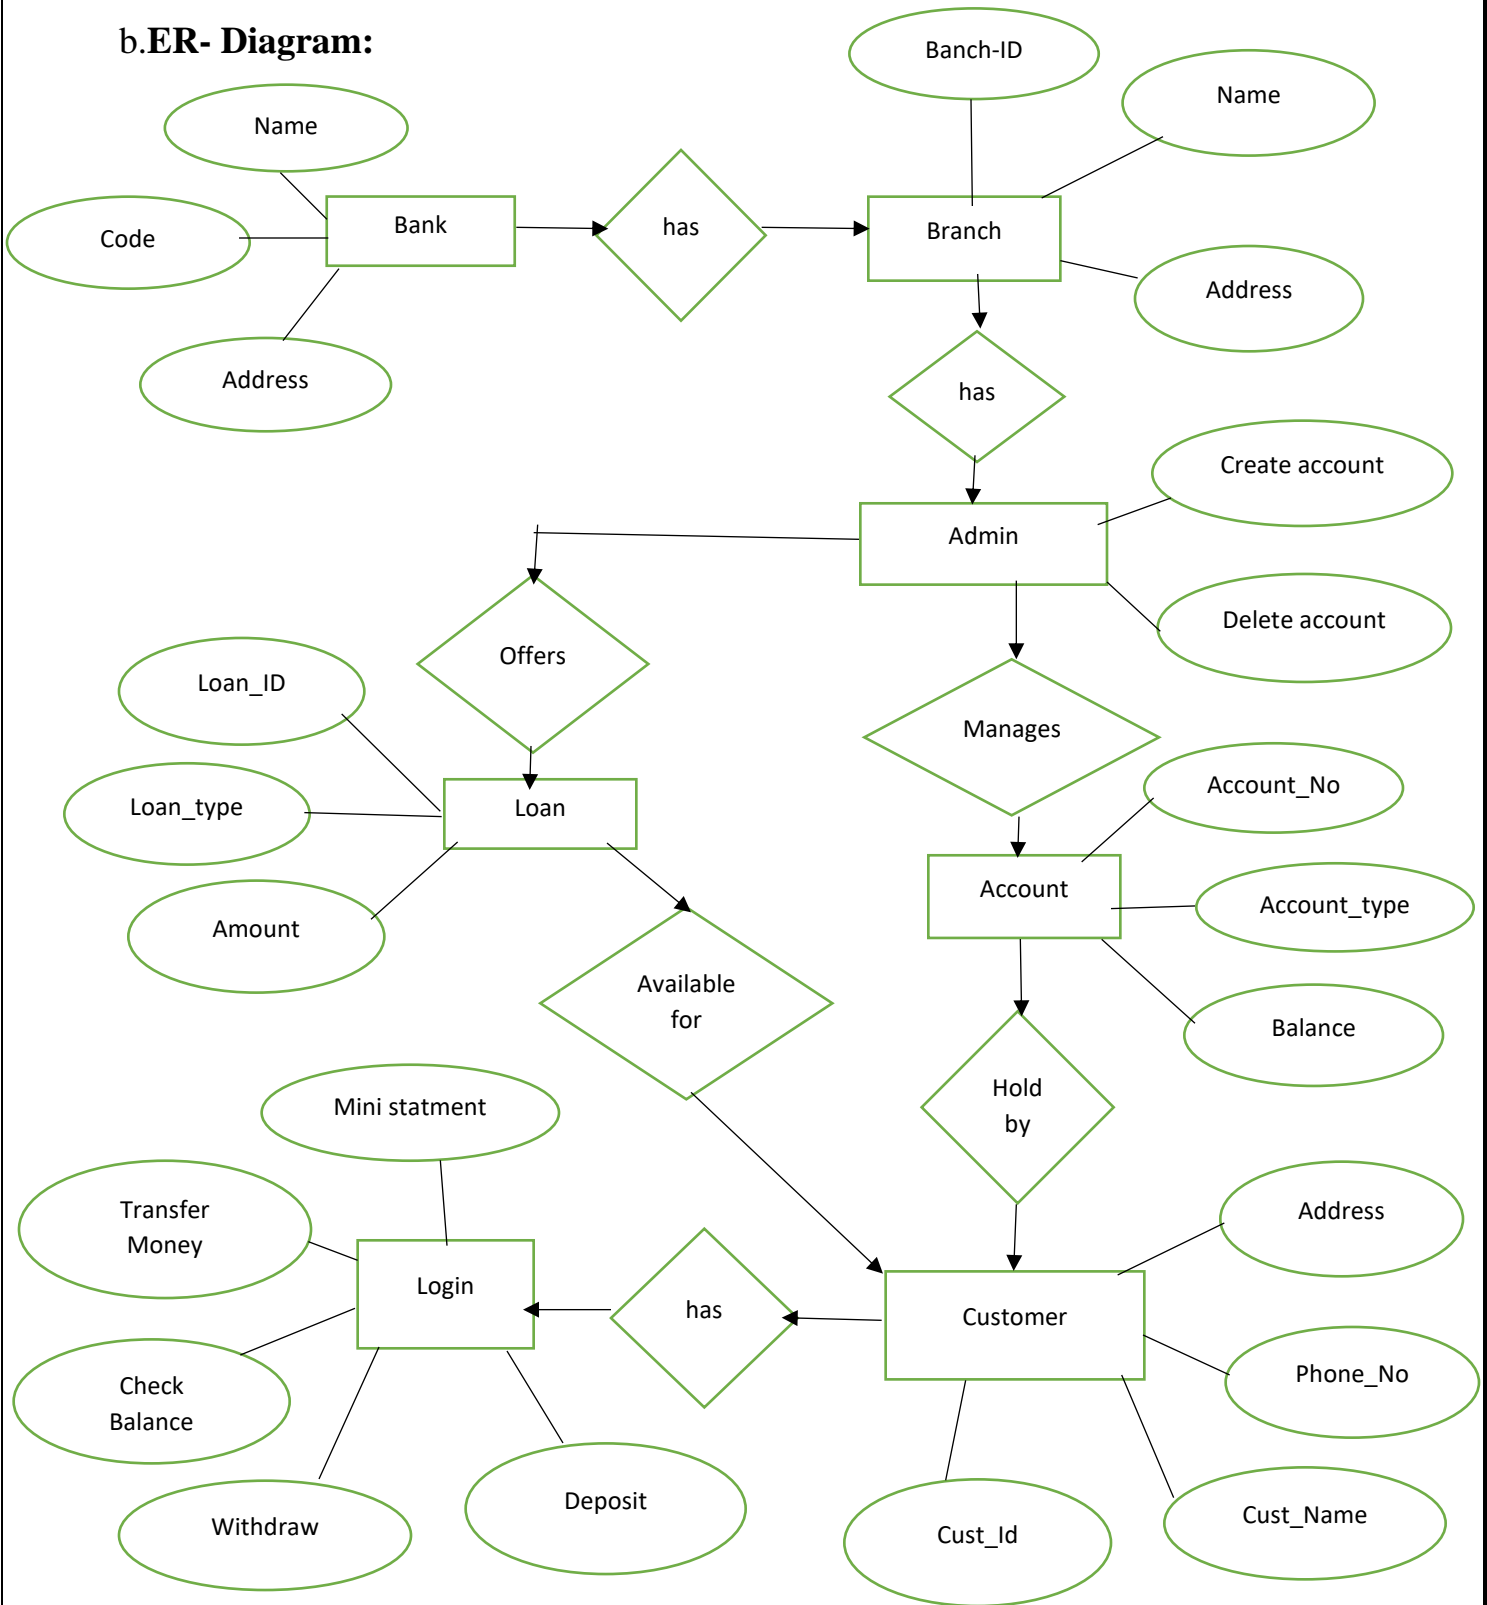 b.ER- Diagram:
Banch-ID
Name
Name
Code
Bank
has
Branch
Address
Address
has
Create account
Admin
Delete account
Offers
Loan_ID
Manages
Loan_type
Loan
Account_No
Account
Account_type
Amount
Available
for
Balance
Hold
by
Mini statment
Transfer
Money
Address
Login
has
Customer
Check
Balance
Phone_No
Deposit
Withdraw
Cust_Id
Cust_Name